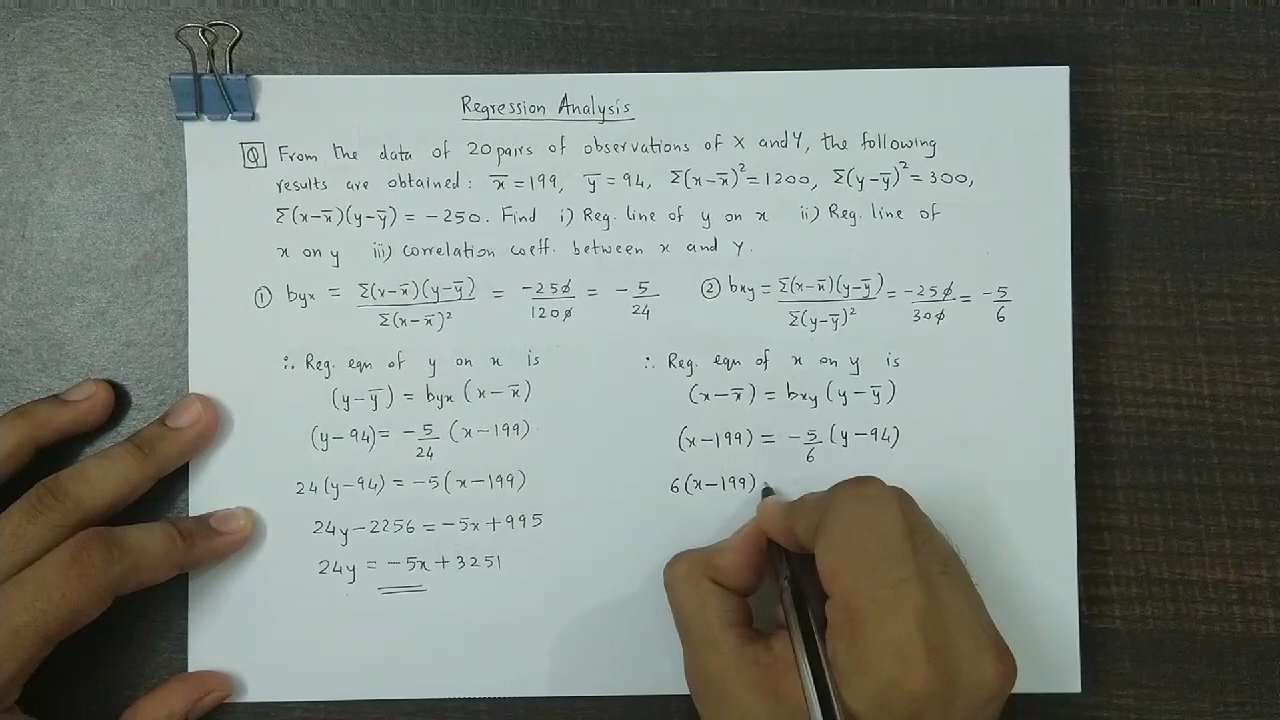 Regression Analysis
Q From the data of 20 pairs of observations of X and Y, the following
results are obtained: x̄ = 199, ȳ = 94, Σ(x-x̄)² = 1200, Σ(y-ȳ)² = 300,
Σ(x-x̄)(y-ȳ) = -250. Find i) Reg. line of y on x ii) Reg. line of
x on y iii) correlation coeff. between x and Y.
① byx = Σ(x-x̄)(y-ȳ) / Σ(x-x̄)² = -250 / 1200 = -5/24
∴ Reg. eqn of y on x is
(y-ȳ) = byx (x-x̄)
(y-94) = -5/24 (x-199)
24(y-94) = -5(x-199)
24y-2256 = -5x+995
24y = -5x+3251
② bxy = Σ(x-x̄)(y-ȳ) / Σ(y-ȳ)² = -250 / 300 = -5/6
∴ Reg. eqn of x on y is
(x-x̄) = bxy (y-ȳ)
(x-199) = -5/6 (y-94)
6(x-199)